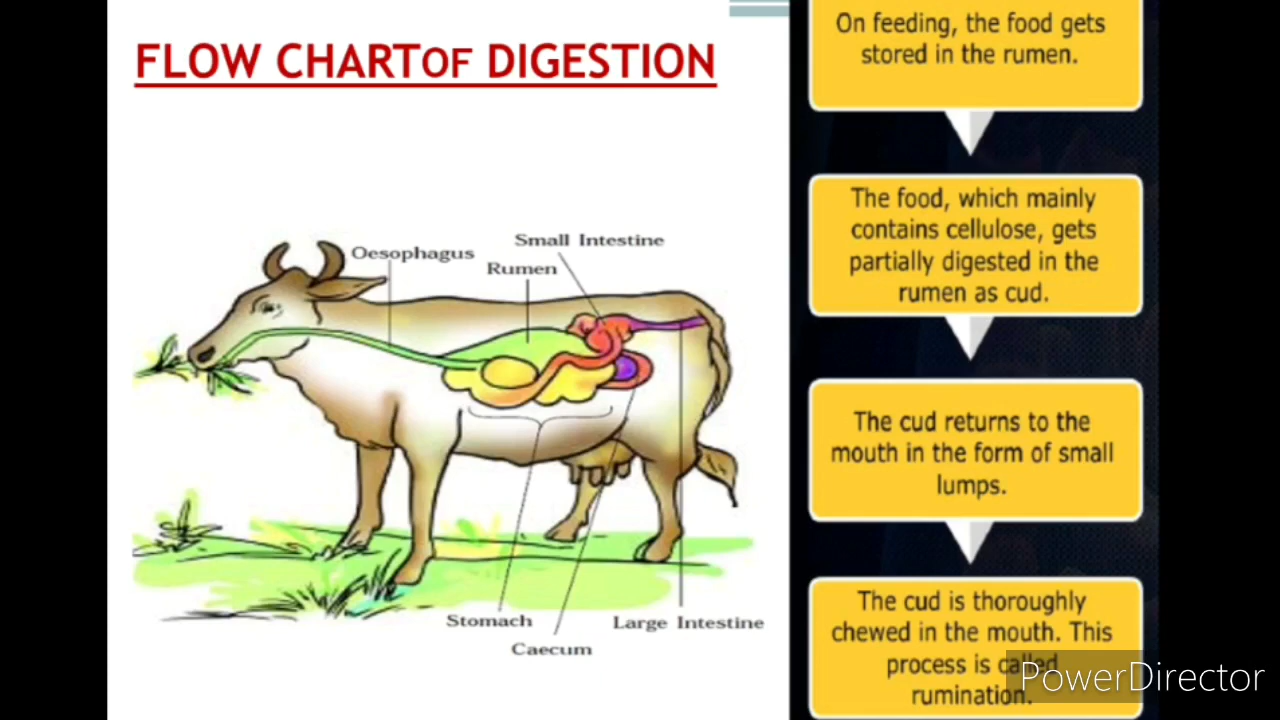 FLOW CHARTOF DIGESTION
Small Intestine
Oesophagus
Rumen
Stomach
Large Intestine
Caecum
On feeding, the food gets
stored in the rumen.
The food, which mainly
contains cellulose, gets
partially digested in the
rumen as cud.
The cud returns to the
mouth in the form of small
lumps.
The cud is thoroughly
chewed in the mouth. This
process is called
rumination.
PowerDirector